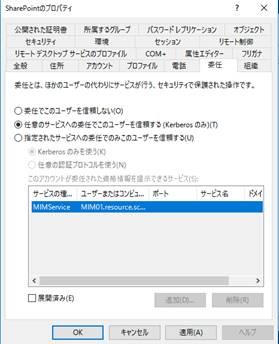 SharePointのプロパティ
公開された証明書 所属するグループ パスワード レプリケーション オブジェクト
セキュリティ 環境 セッション リモート制御
リモート デスクトップ サービスのプロファイル COM+ 属性エディター フリガナ
全般 住所 アカウント プロファイル 電話 委任 組織
委任とは、ほかのユーザーの代わりにサービスが行う、セキュリティで保護された操作です。
委任でこのユーザーを信頼しない(O)
任意のサービスへの委任でこのユーザーを信頼する (Kerberos のみ)(T)
指定されたサービスへの委任でのみこのユーザーを信頼する(U)
Kerberos のみを使う(K)
任意の認証プロトコルを使う(N)
このアカウントが委任された資格情報を提示できるサービス(S):
サービスの種... ユーザーまたはコンピュ... ポート サービス名 ドメイ
MIMService MIM01.resource.sc...
展開済み(E) 追加(D)... 削除(R)
OK キャンセル 適用(A) ヘルプ